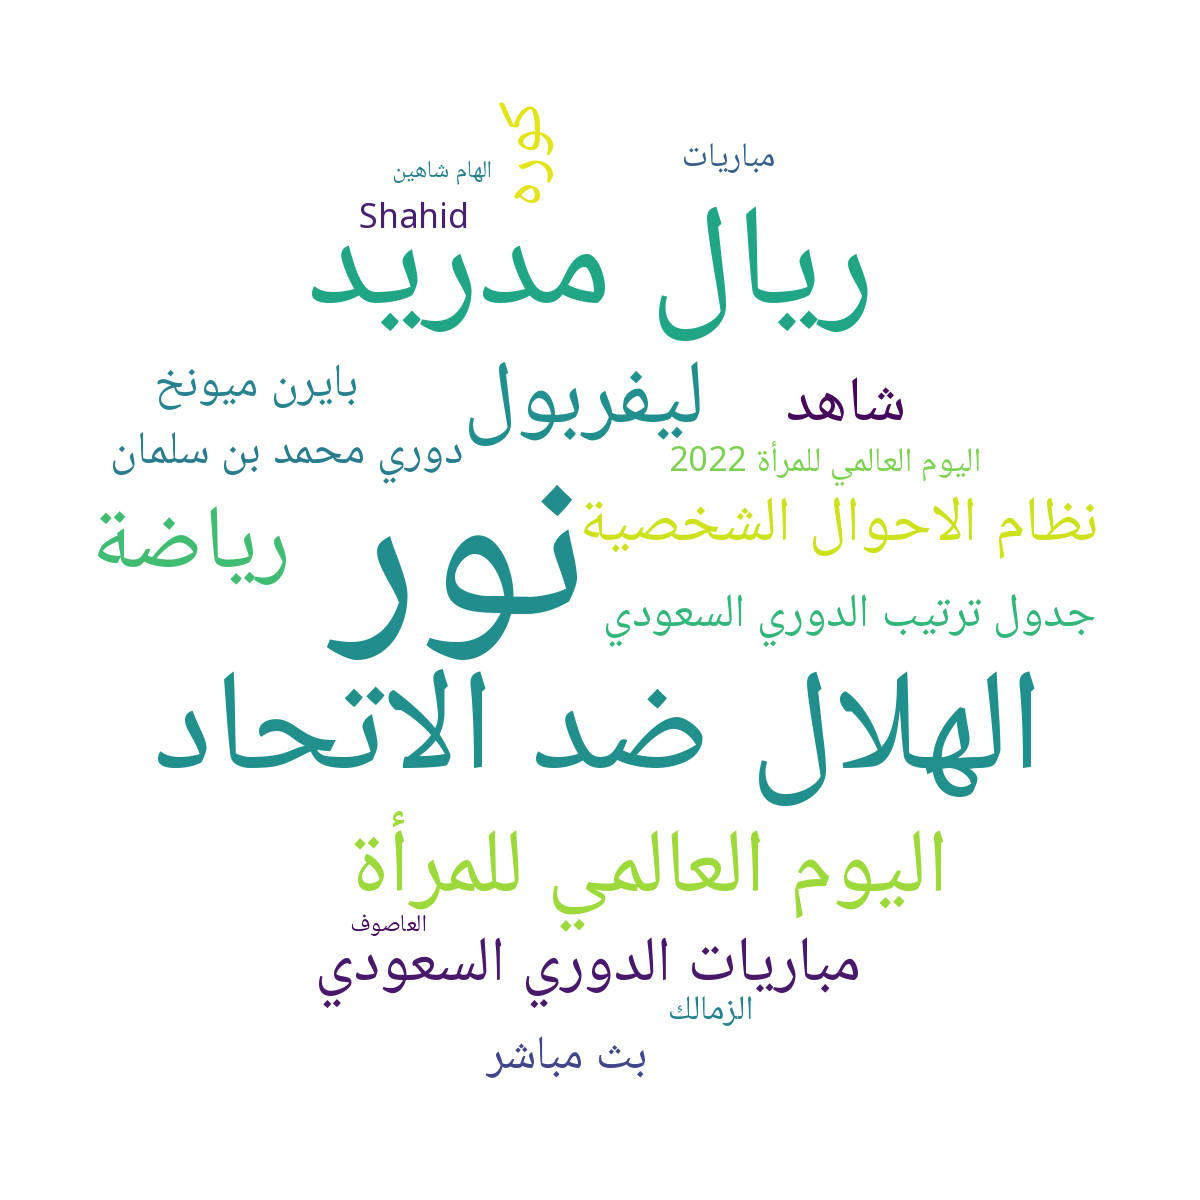 كوره
مباريات
الهام شاهين
Shahid
ريال مدريد
بايرن ميونخ
ليفربول
شاهد
دوري محمد بن سلمان
اليوم العالمي للمرأة 2022
نظام الاحوال الشخصية
رياضة
نور
جدول ترتيب الدوري السعودي
الهلال ضد الاتحاد
اليوم العالمي للمرأة
العاصوف
مباريات الدوري السعودي
الزمالك
بث مباشر